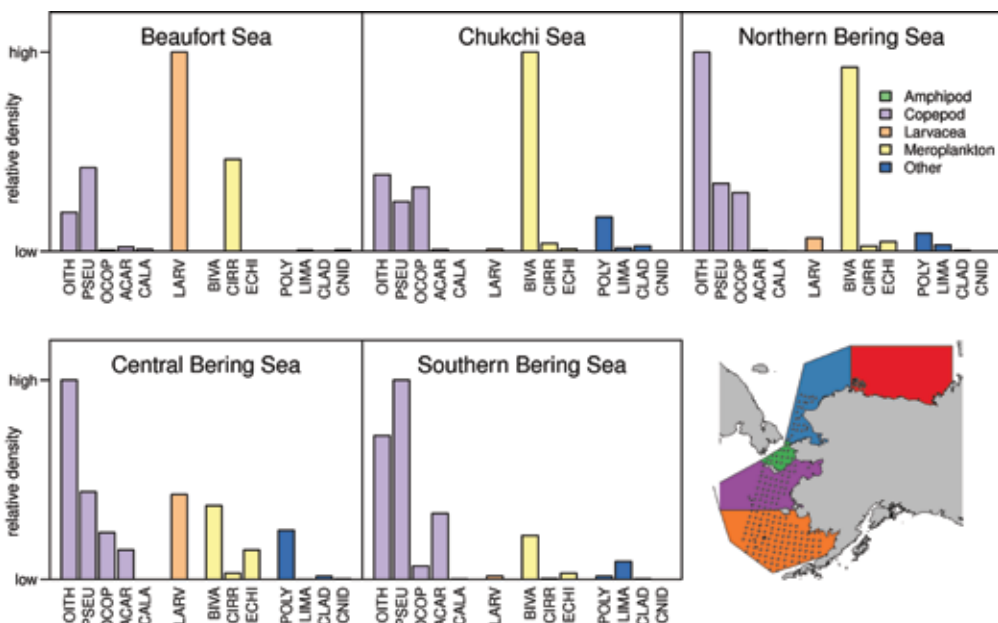 Beaufort Sea
Chukchi Sea
Northern Bering Sea
high
relative density
low
Amphipod
Copepod
Larvacea
Meroplankton
Other
OITH PSEU OCOP ACAR CALA LARV BIVA CIRR ECHI POLY LIMA CLAD CNID
OITH PSEU OCOP ACAR CALA LARV BIVA CIRR ECHI POLY LIMA CLAD CNID
OITH PSEU OCOP ACAR CALA LARV BIVA CIRR ECHI POLY LIMA CLAD CNID
Central Bering Sea
Southern Bering Sea
high
relative density
low
OITH PSEU OCOP ACAR CALA LARV BIVA CIRR ECHI POLY LIMA CLAD CNID
OITH PSEU OCOP ACAR CALA LARV BIVA CIRR ECHI POLY LIMA CLAD CNID